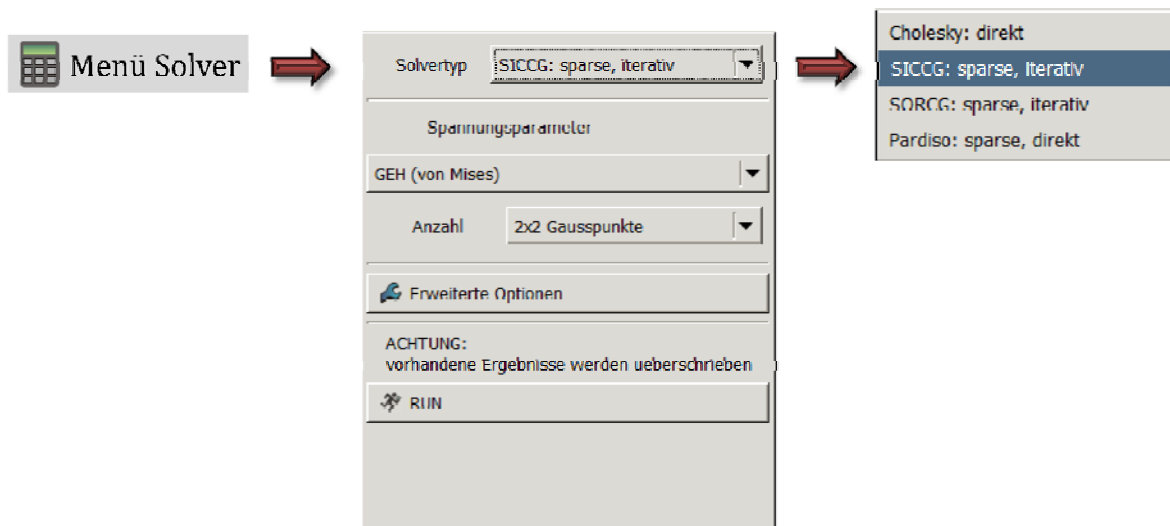 Menü Solver
Solvertyp SICCG: sparse, iterativ
Spannungsparameter
GEH (von Mises)
Anzahl 2x2 Gausspunkte
Erweiterte Optionen
ACHTUNG:
vorhandene Ergebnisse werden ueberschrieben
RUN
Cholesky: direkt
SICCG: sparse, iterativ
SORCG: sparse, iterativ
Pardiso: sparse, direkt